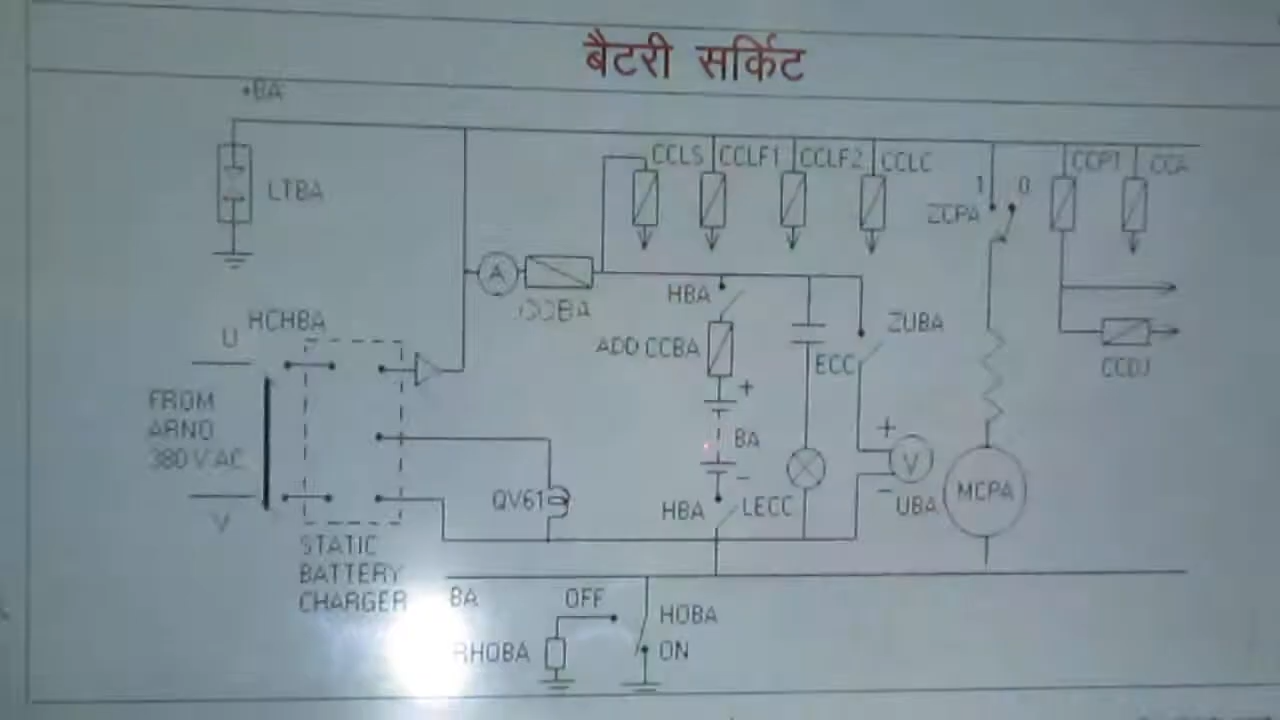 बैटरी सर्किट
+BA
LTBA
CCLS CCLF1 CCLF2 CCLC
CCPT CCA
1 0
ZCPA
A
HBA
ZUBA
HCHBA
U
ADD CCBA
ECC
CCDJ
FROM
ARNO
380 V AC
+
BA
+
V
-
-
UBA
MCPA
QV61
HBA
LECC
V
STATIC
BATTERY
CHARGER
BA
OFF
HOBA
RHOBA
ON